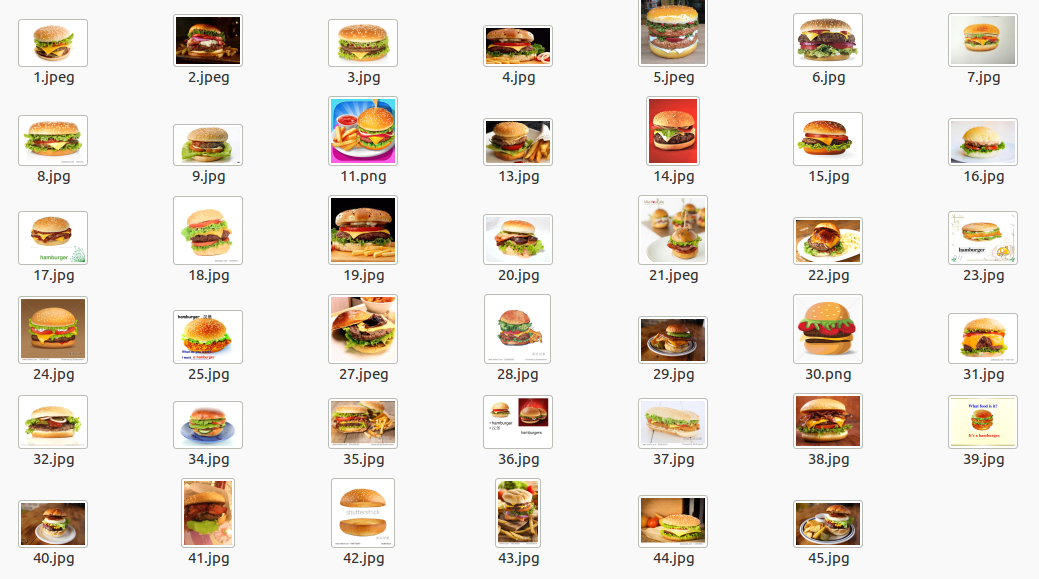 1.jpeg
2.jpeg
3.jpg
4.jpg
5.jpeg
6.jpg
7.jpg
8.jpg
9.jpg
11.png
13.jpg
14.jpg
15.jpg
16.jpg
hamburger
17.jpg
18.jpg
19.jpg
20.jpg
21.jpeg
22.jpg
hamburger
23.jpg
24.jpg
hamburger
I need a hamburger
25.jpg
27.jpeg
28.jpg
29.jpg
30.png
31.jpg
32.jpg
34.jpg
35.jpg
• hamburger
hamburgers
36.jpg
37.jpg
38.jpg
What food is it?
It's a hamburger.
39.jpg
40.jpg
41.jpg
shutterstock
42.jpg
43.jpg
44.jpg
45.jpg